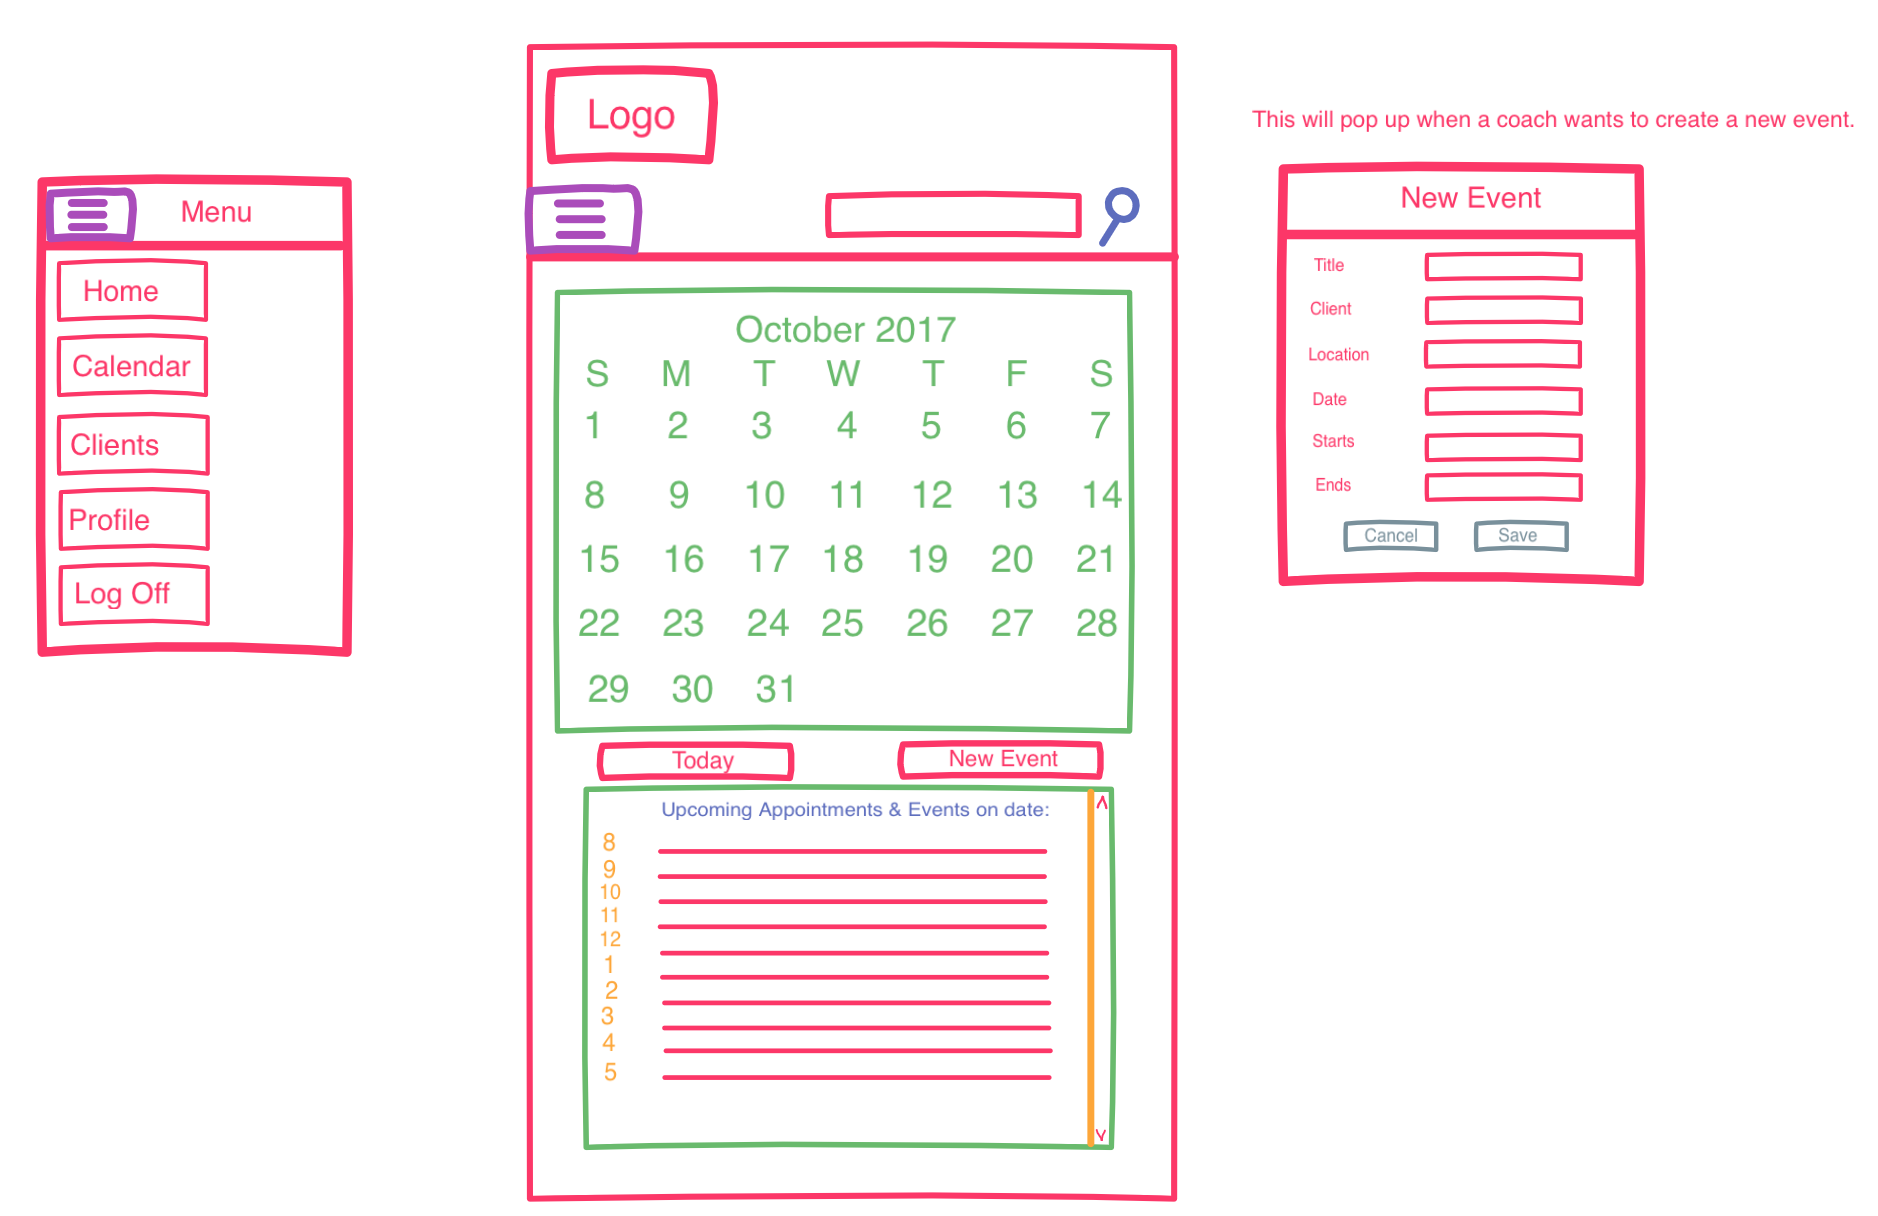 Menu
Home
Calendar
Clients
Profile
Log Off
Logo
October 2017
S M T W T F S
1 2 3 4 5 6 7
8 9 10 11 12 13 14
15 16 17 18 19 20 21
22 23 24 25 26 27 28
29 30 31
Today New Event
Upcoming Appointments & Events on date:
8
9
10
11
12
1
2
3
4
5
This will pop up when a coach wants to create a new event.
New Event
Title
Client
Location
Date
Starts
Ends
Cancel Save